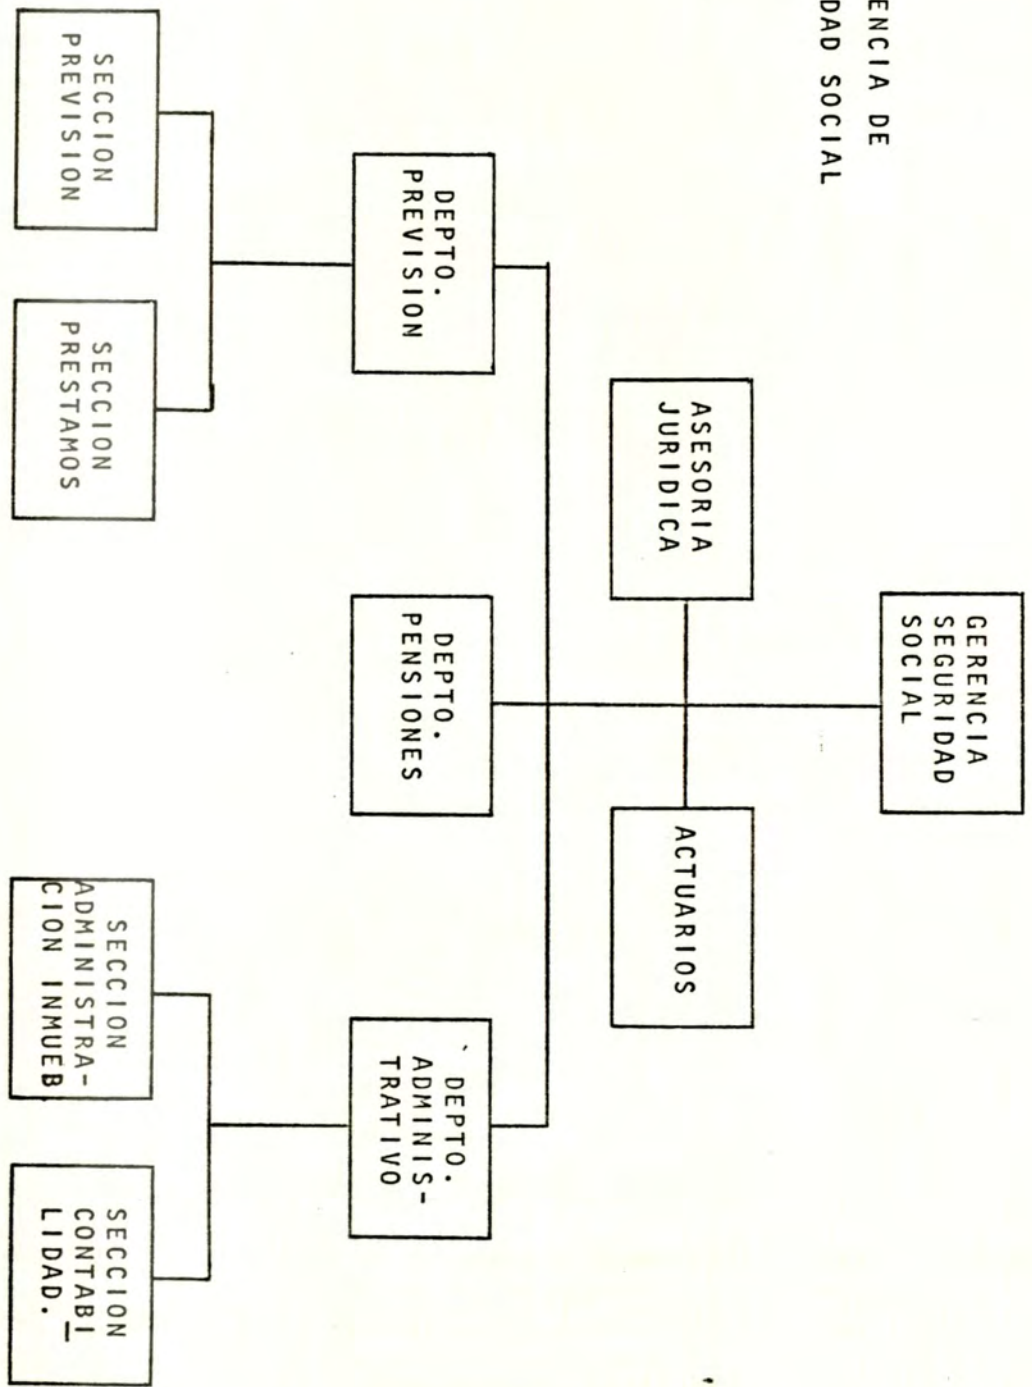 ENCIA DE
DAD SOCIAL
GERENCIA
SEGURIDAD
SOCIAL
ASESORIA
JURIDICA
ACTUARIOS
DEPTO.
PREVISION
DEPTO.
PENSIONES
DEPTO.
ADMINIS-
TRATIVO
SECCION
PREVISION
SECCION
PRESTAMOS
SECCION
ADMINISTRA-
CION INMUEB
SECCION
CONTABI
LIDAD.